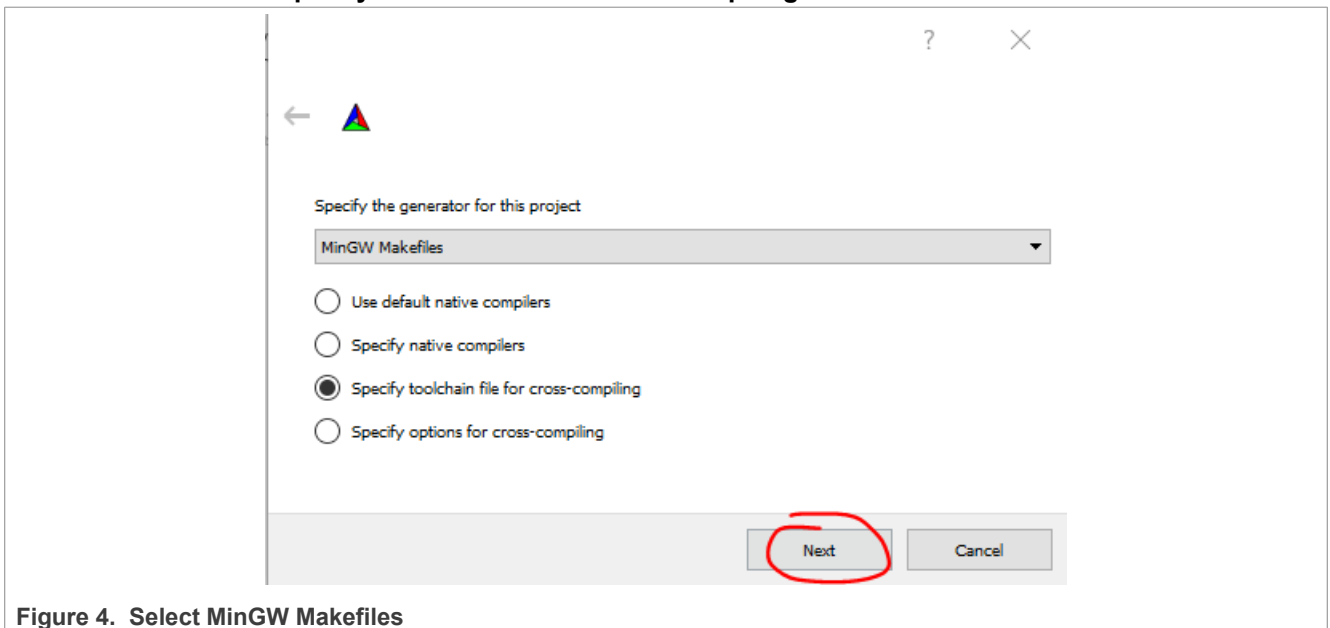 ?
Specify the generator for this project
MinGW Makefiles
Use default native compilers
Specify native compilers
Specify toolchain file for cross-compiling
Specify options for cross-compiling
Next Cancel
Figure 4. Select MinGW Makefiles